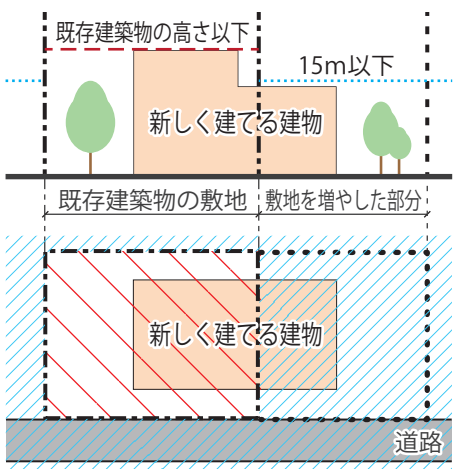 既存建築物の高さ以下
15m以下
新しく建てる建物
既存建築物の敷地
敷地を増やした部分
新しく建てる建物
道路